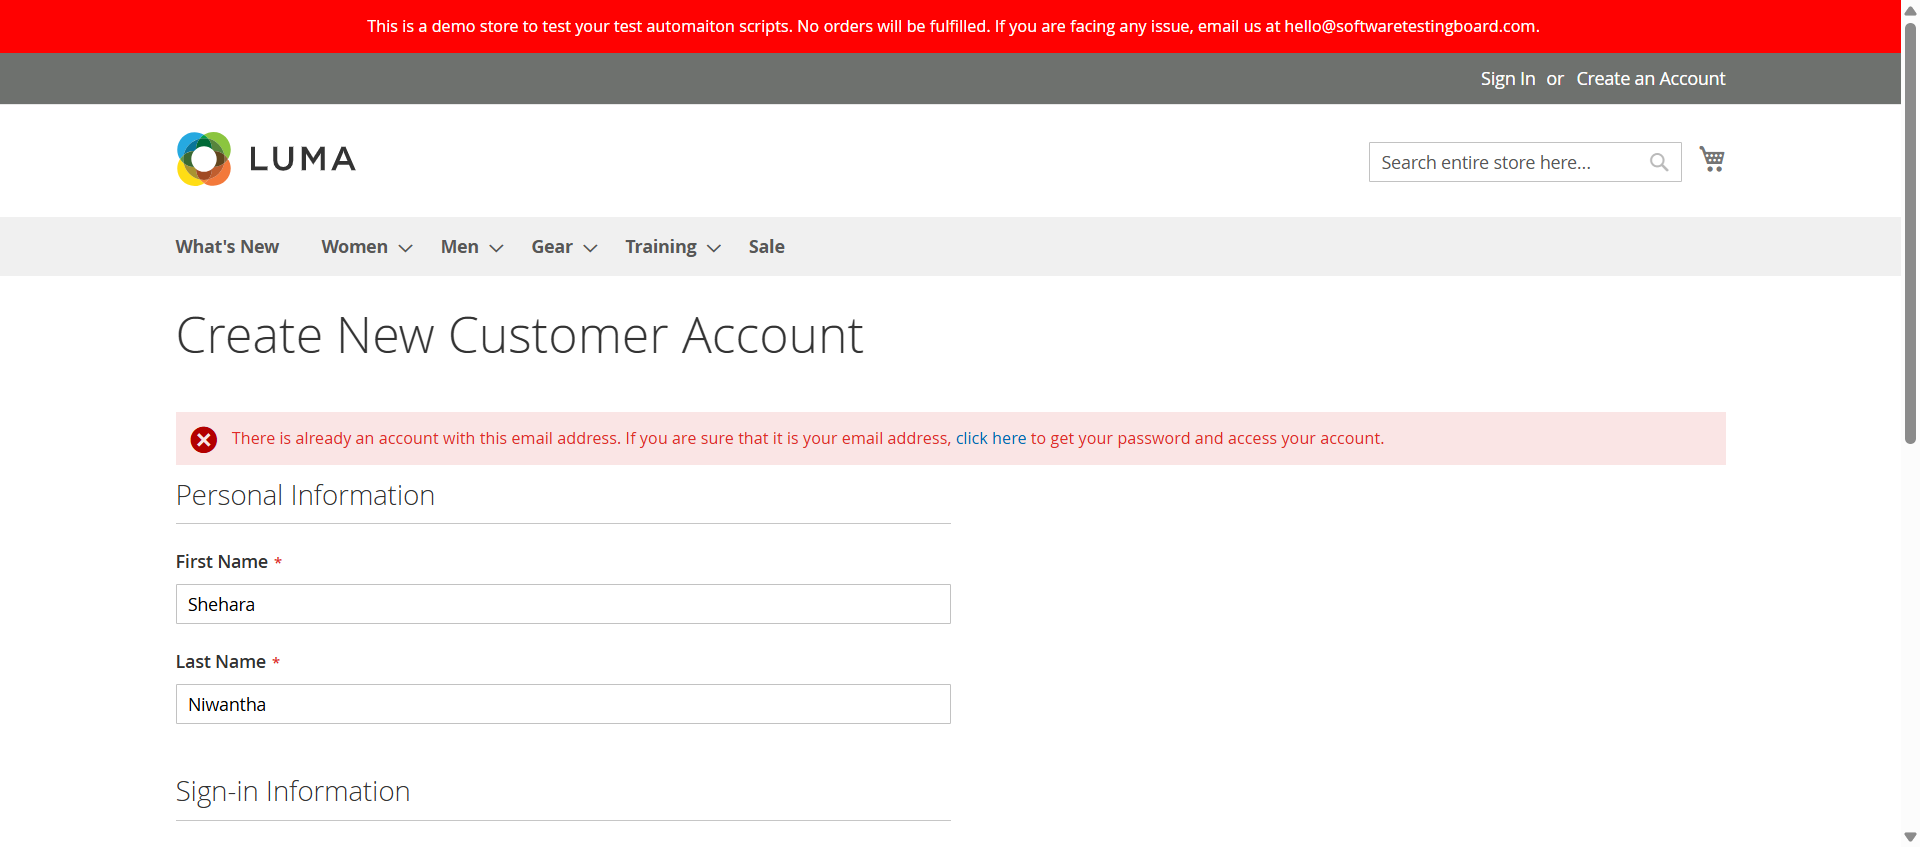 This is a demo store to test your test automaiton scripts. No orders will be fulfilled. If you are facing any issue, email us at hello@softwaretestingboard.com.
Sign In or Create an Account
LUMA
Search entire store here...
What's New Women Men Gear Training Sale
Create New Customer Account
There is already an account with this email address. If you are sure that it is your email address, click here to get your password and access your account.
Personal Information
First Name *
Shehara
Last Name *
Niwantha
Sign-in Information